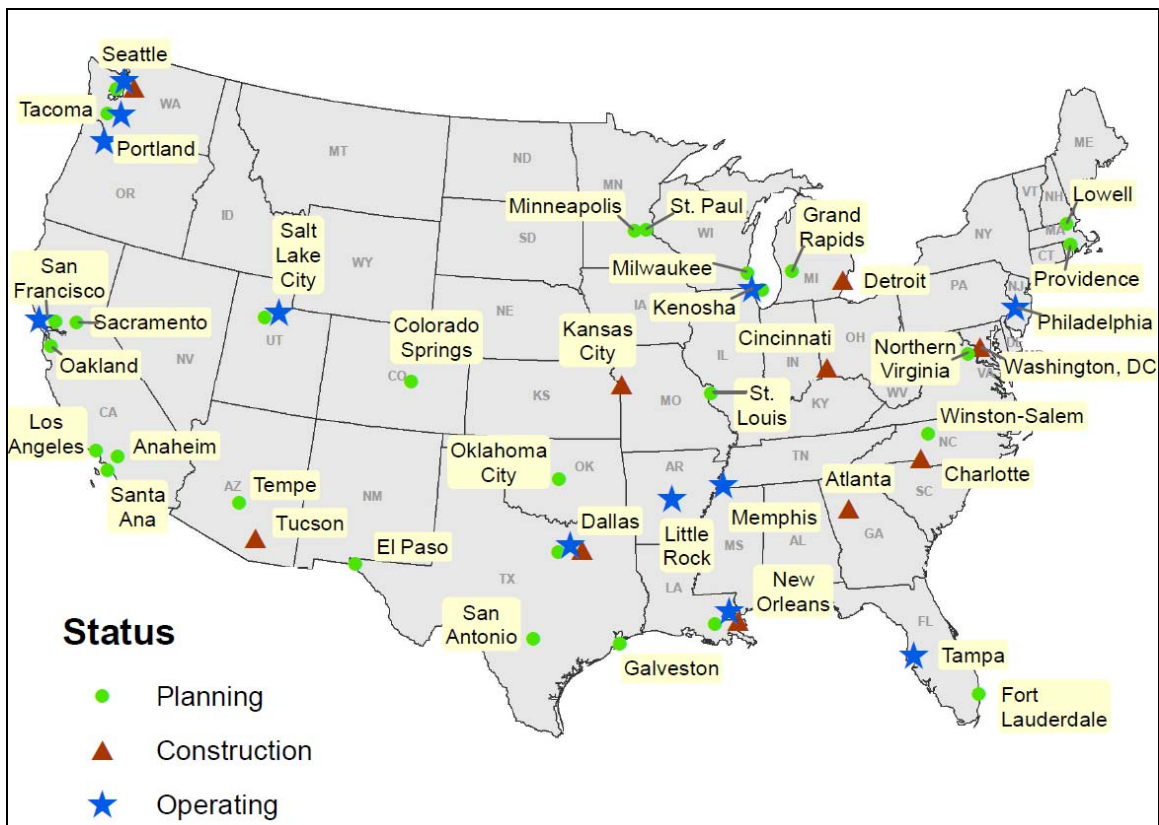 Seattle
WA
Tacoma
Portland
OR
MT
ID
ND
MN
SD
WY
Minneapolis
St. Paul
WI
Grand
Rapids
MI
Milwaukee
Kenosha
Detroit
ME
VT
NH
Lowell
NY
MA
CT
Providence
PA
NJ
Philadelphia
San
Francisco
Sacramento
Oakland
NV
CA
Salt
Lake
City
UT
Colorado
Springs
CO
NE
IA
Kansas
City
KS
MO
IL
IN
Cincinnati
OH
St.
Louis
KY
WV
Northern
Virginia
VA
DE
Washington, DC
Los
Angeles
Anaheim
Santa
Ana
AZ
Tempe
Tucson
NM
El Paso
Oklahoma
City
OK
AR
TN
Winston-Salem
NC
Charlotte
SC
Atlanta
GA
Memphis
Little
Rock
MS
AL
Dallas
TX
LA
New
Orleans
San
Antonio
Galveston
FL
Tampa
Fort
Lauderdale
Status
Planning
Construction
Operating